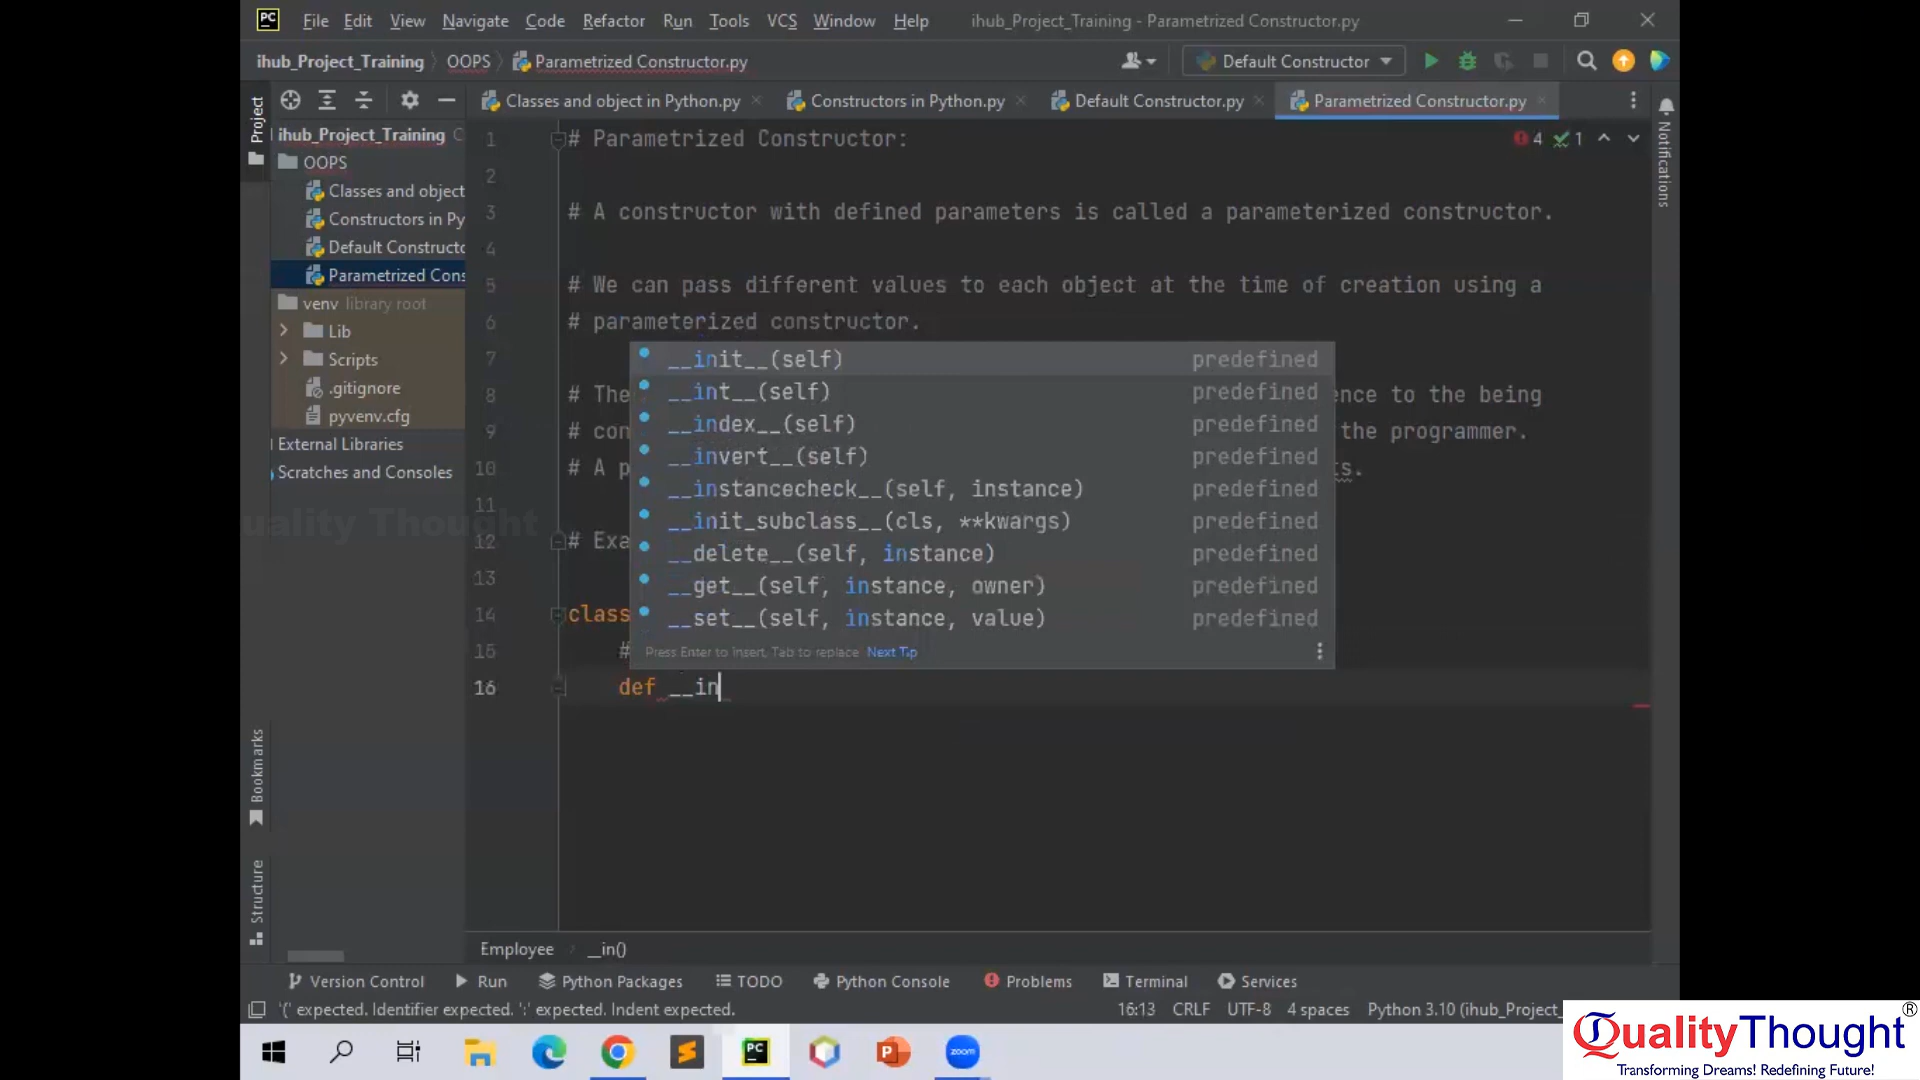 PC File Edit View Navigate Code Refactor Run Tools VCS Window Help ihub_Project_Training - Parametrized Constructor.py
ihub_Project_Training OOPS Parametrized Constructor.py Default Constructor
Project
Classes and object in Python.py Constructors in Python.py Default Constructor.py Parametrized Constructor.py
Notifications
ihub_Project_Training C
OOPS
Classes and object
Constructors in Py
Default Constructo
Parametrized Cons
venv library root
Lib
Scripts
.gitignore
pyvenv.cfg
External Libraries
Scratches and Consoles
uality Thought
4 1
1 # Parametrized Constructor:
2
3 # A constructor with defined parameters is called a parameterized constructor.
4
5 # We can pass different values to each object at the time of creation using a
6 # parameterized constructor.
7
8 # The ence to the being
9 # con the programmer.
10 # A p ts.
11
12 # Exa
13
14 class
15 #
16 def __in
__init__(self) predefined
__int__(self) predefined
__index__(self) predefined
__invert__(self) predefined
__instancecheck__(self, instance) predefined
__init_subclass__(cls, **kwargs) predefined
__delete__(self, instance) predefined
__get__(self, instance, owner) predefined
__set__(self, instance, value) predefined
Press Enter to Insert, Tab to replace Next Tip
Bookmarks
Structure
Employee __in()
Version Control Run Python Packages TODO Python Console Problems Terminal Services
'(' expected. Identifier expected. ':' expected. Indent expected. 16:13 CRLF UTF-8 4 spaces Python 3.10 (ihub_Project_
PC zoom
QualityThought®
Transforming Dreams! Redefining Future!